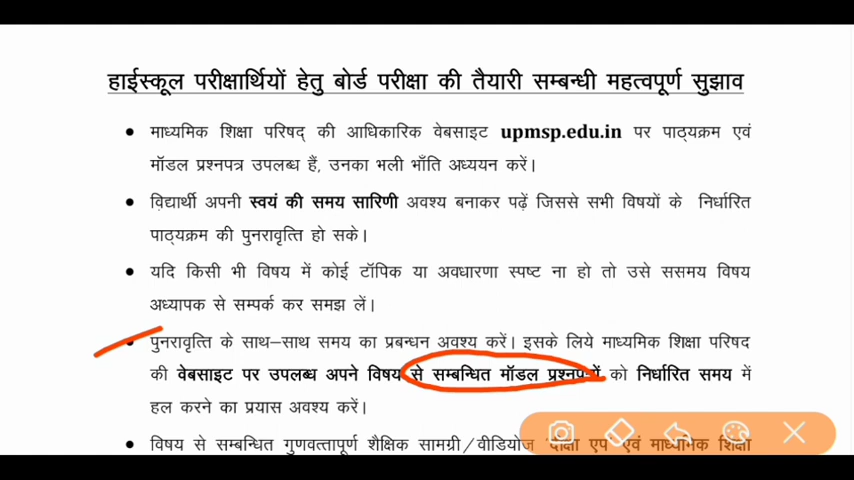 हाईस्कूल परीक्षार्थियों हेतु बोर्ड परीक्षा की तैयारी सम्बन्धी महत्वपूर्ण सुझाव
• माध्यमिक शिक्षा परिषद् की आधिकारिक वेबसाइट upmsp.edu.in पर पाठ्यक्रम एवं
मॉडल प्रश्नपत्र उपलब्ध हैं, उनका भली भाँति अध्ययन करें।
• विद्यार्थी अपनी स्वयं की समय सारिणी अवश्य बनाकर पढ़ें जिससे सभी विषयों के निर्धारित
पाठ्यक्रम की पुनरावृत्ति हो सके।
• यदि किसी भी विषय में कोई टॉपिक या अवधारणा स्पष्ट ना हो तो उसे ससमय विषय
अध्यापक से सम्पर्क कर समझ लें।
• पुनरावृत्ति के साथ–साथ समय का प्रबन्धन अवश्य करें। इसके लिये माध्यमिक शिक्षा परिषद
की वेबसाइट पर उपलब्ध अपने विषय से सम्बन्धित मॉडल प्रश्नपत्रों को निर्धारित समय में
हल करने का प्रयास अवश्य करें।
• विषय से सम्बन्धित गुणवत्तापूर्ण शैक्षिक सामग्री/वीडियोज 'दीक्षा एप' एवं माध्यमिक शिक्षा